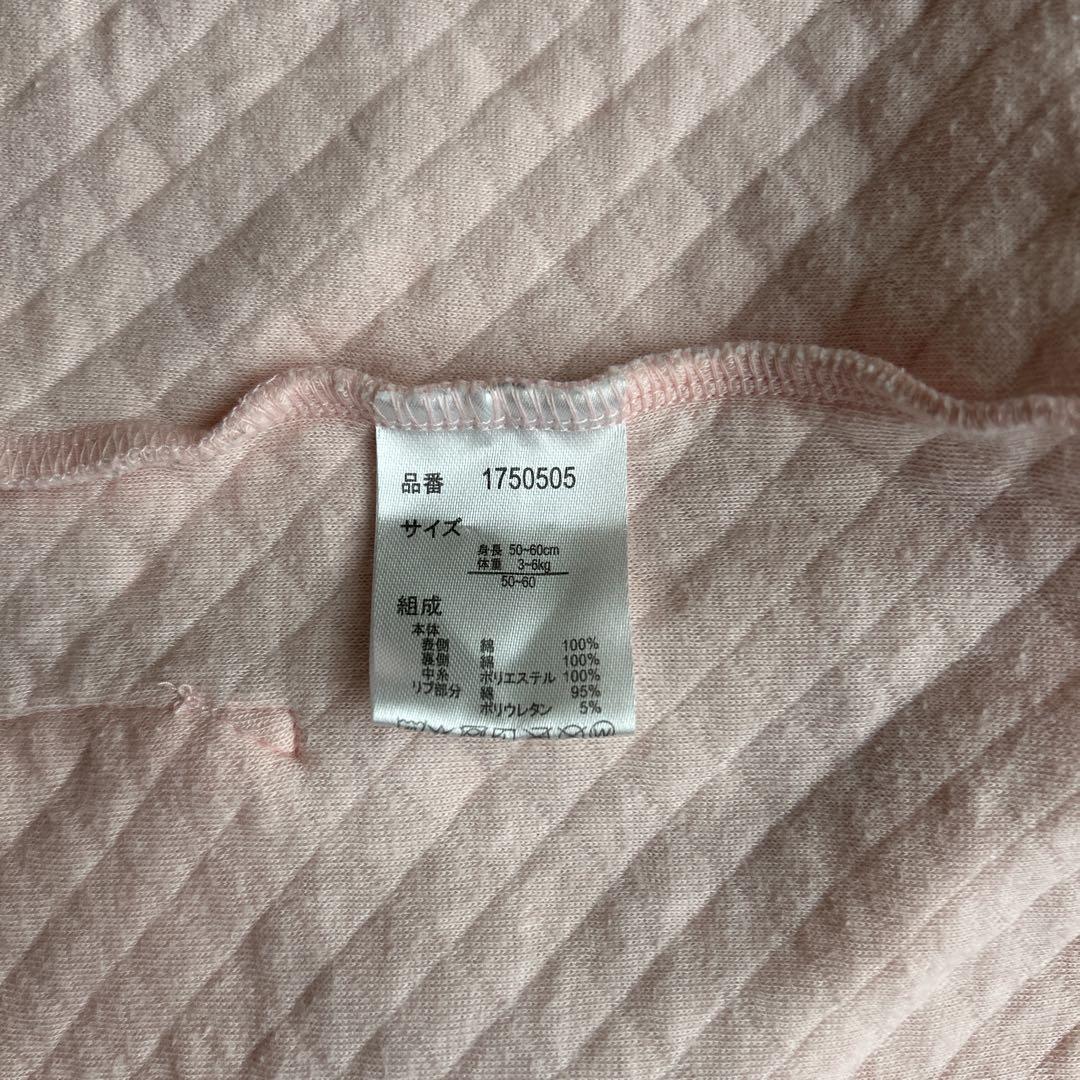 品番 1750505
サイズ
身長 50~60cm
体重 3~6kg
50~60
組成
本体
表側 綿 100%
裏側 綿 100%
中糸 ポリエステル 100%
リブ部分 綿 95%
ポリウレタン 5%